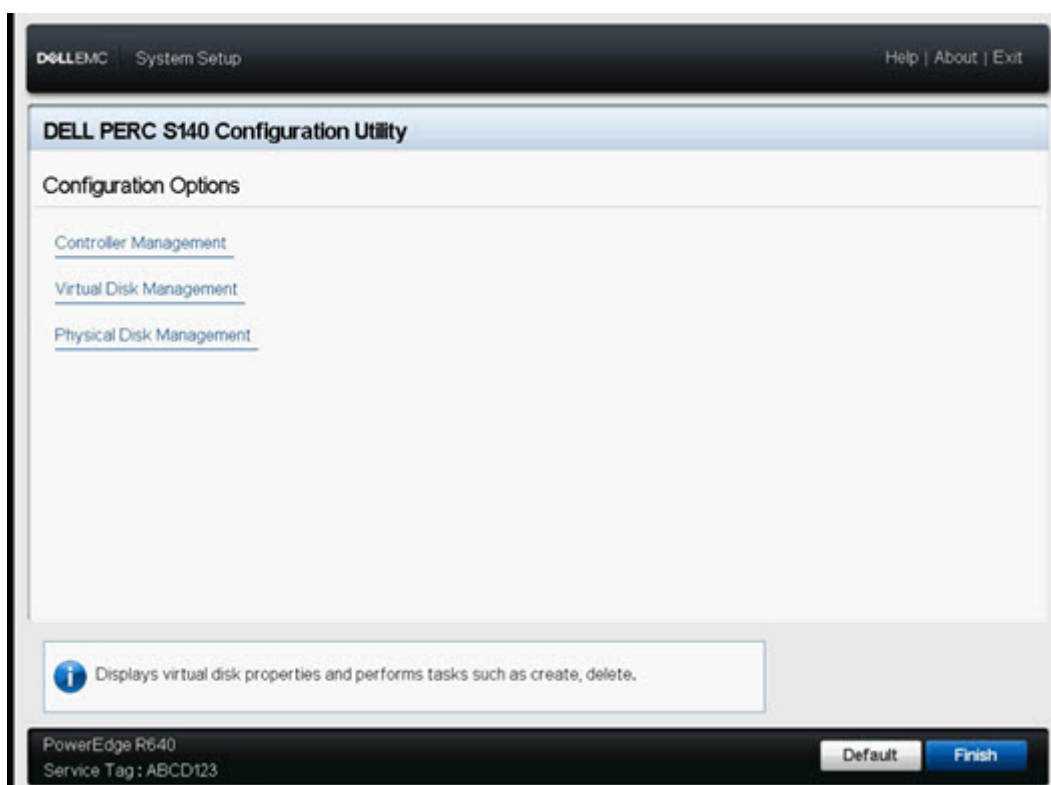 DELLEMC System Setup Help | About | Exit
DELL PERC S140 Configuration Utility
Configuration Options
Controller Management
Virtual Disk Management
Physical Disk Management
Displays virtual disk properties and performs tasks such as create, delete.
PowerEdge R640
Service Tag : ABCD123
Default Finish